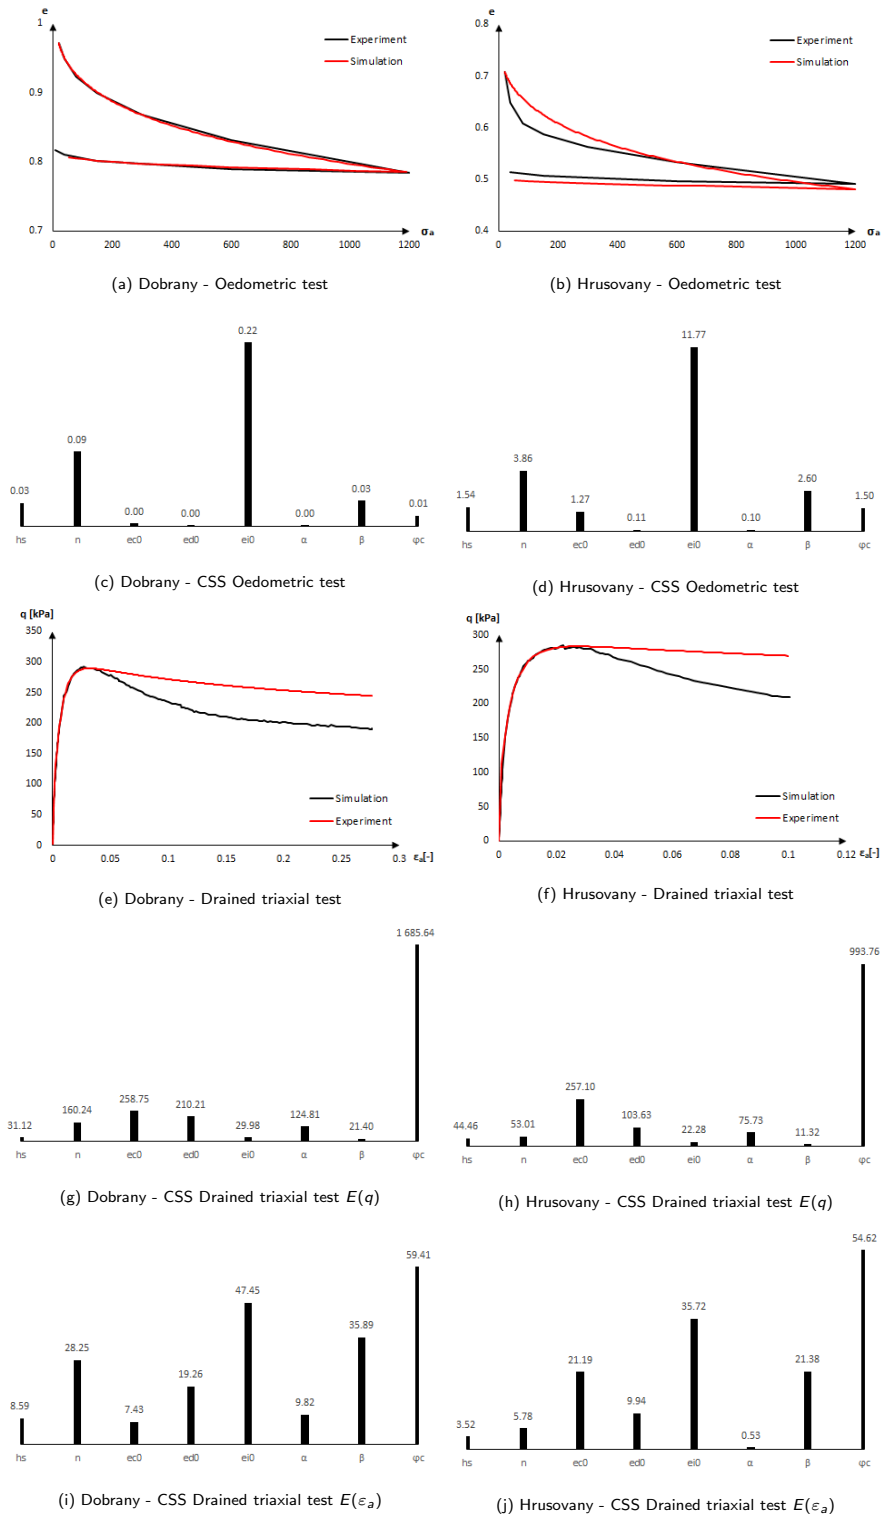 e
1
0.9
0.8
0.7
0
200
400
600
800
1000
1200
σa
Experiment
Simulation
(a) Dobrany - Oedometric test
e
0.8
0.7
0.6
0.5
0.4
0
200
400
600
800
1000
1200
σa
Experiment
Simulation
(b) Hrusovany - Oedometric test
0.03
0.09
0.00
0.00
0.22
0.00
0.03
0.01
hs
n
ec0
ed0
ei0
α
β
φc
(c) Dobrany - CSS Oedometric test
1.54
3.86
1.27
0.11
11.77
0.10
2.60
1.50
hs
n
ec0
ed0
ei0
α
β
φc
(d) Hrusovany - CSS Oedometric test
q [kPa]
350
300
250
200
150
100
50
0
0
0.05
0.1
0.15
0.2
0.25
0.3
εa[-]
Simulation
Experiment
(e) Dobrany - Drained triaxial test
q [kPa]
300
250
200
150
100
50
0
0
0.02
0.04
0.06
0.08
0.1
0.12
εa[-]
Simulation
Experiment
(f) Hrusovany - Drained triaxial test
31.12
160.24
258.75
210.21
29.98
124.81
21.40
1 685.64
hs
n
ec0
ed0
ei0
α
β
φc
(g) Dobrany - CSS Drained triaxial test E(q)
44.46
53.01
257.10
103.63
22.28
75.73
11.32
993.76
hs
n
ec0
ed0
ei0
α
β
φc
(h) Hrusovany - CSS Drained triaxial test E(q)
8.59
28.25
7.43
19.26
47.45
9.82
35.89
59.41
hs
n
ec0
ed0
ei0
α
β
φc
(i) Dobrany - CSS Drained triaxial test E(εa)
3.52
5.78
21.19
9.94
35.72
0.53
21.38
54.62
hs
n
ec0
ed0
ei0
α
β
φc
(j) Hrusovany - CSS Drained triaxial test E(εa)